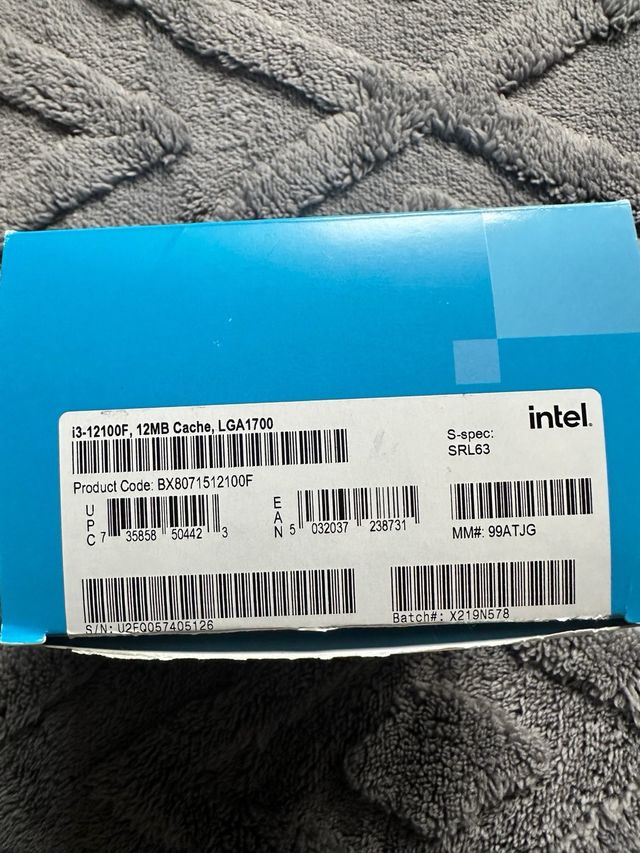 intel.
i3-12100F, 12MB Cache, LGA1700
S-spec:
SRL63
Product Code: BX8071512100F
UPC 7 35858 50442 3
EAN 5 032037 238731
MM#: 99ATJG
S/N: U2FQ057405126
Batch#: X219N578